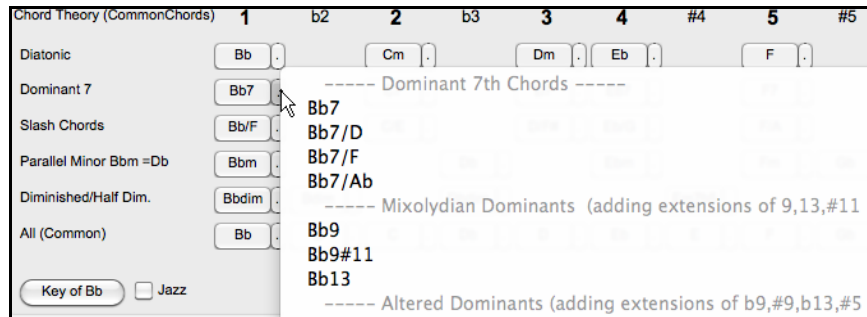 Chord Theory (CommonChords) 1 b2 2 b3 3 4 #4 5 #5
Diatonic Bb . Cm . Dm . Eb . F .
Dominant 7 Bb7 .
----- Dominant 7th Chords -----
Bb7
Slash Chords Bb/F .
Bb7/D
Bb7/F
Parallel Minor Bbm =Db Bbm .
Bb7/Ab
Diminished/Half Dim. Bbdim .
----- Mixolydian Dominants (adding extensions of 9,13,#11
All (Common) Bb .
Bb9
Bb9#11
Bb13
Key of Bb Jazz
----- Altered Dominants (adding extensions of b9,#9,b13,#5